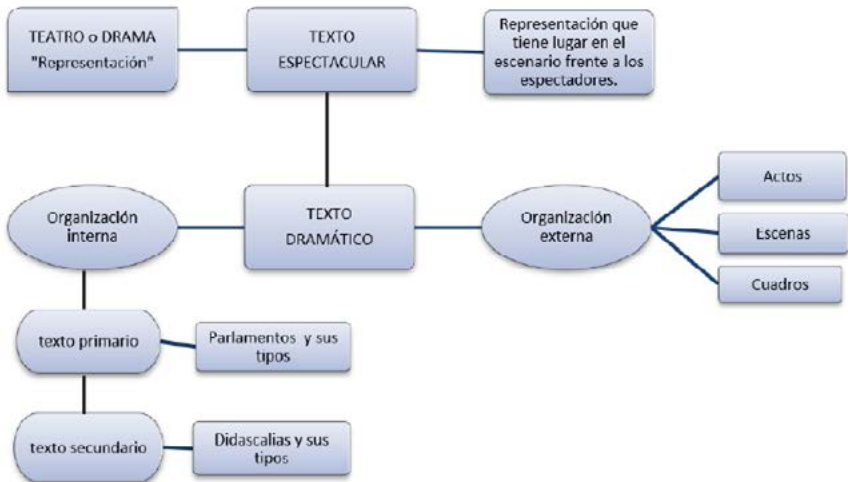 TEATRO o DRAMA
"Representación"
TEXTO
ESPECTACULAR
Representación que
tiene lugar en el
escenario frente a los
espectadores.
Organización
interna
TEXTO
DRAMÁTICO
Organización
externa
Actos
Escenas
Cuadros
texto primario
Parlamentos y sus
tipos
texto secundario
Didascalias y sus
tipos